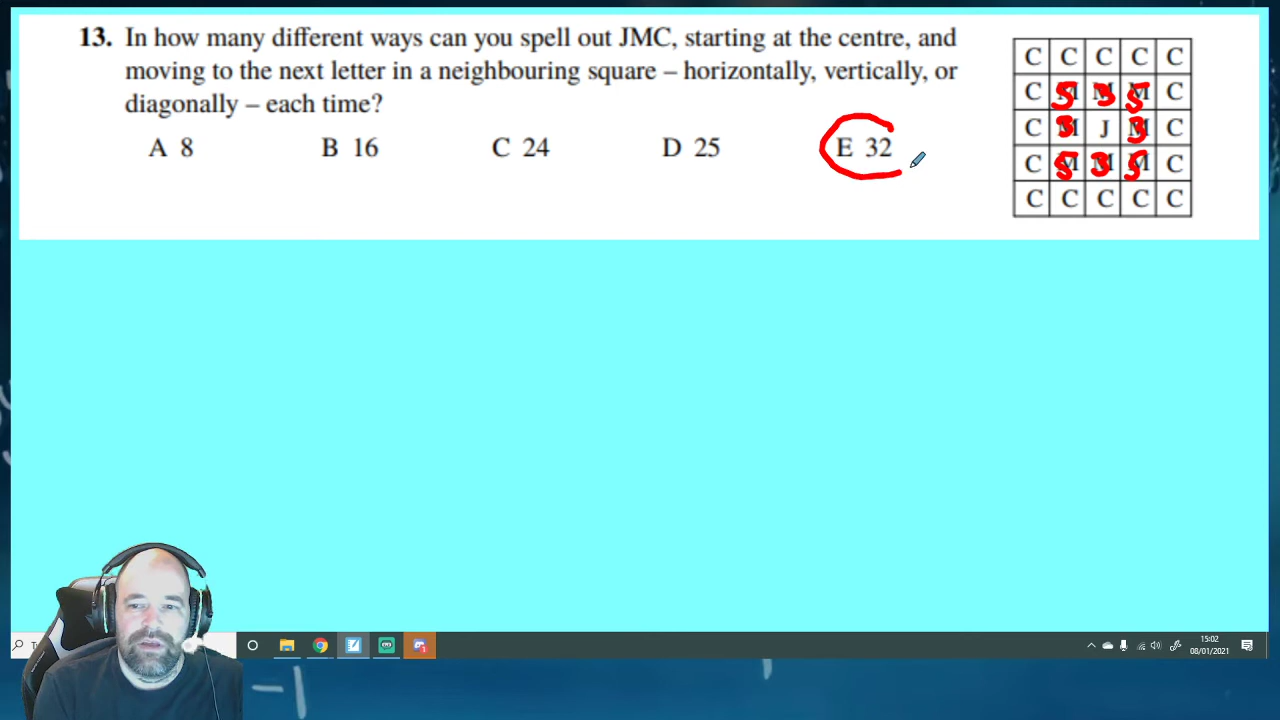 13. In how many different ways can you spell out JMC, starting at the centre, and
moving to the next letter in a neighbouring square – horizontally, vertically, or
diagonally – each time?
A 8 B 16 C 24 D 25 E 32
C C C C C
C 5 3 5 C
C 3 J 3 C
C 5 3 5 C
C C C C C
15:02
08/01/2021
-1